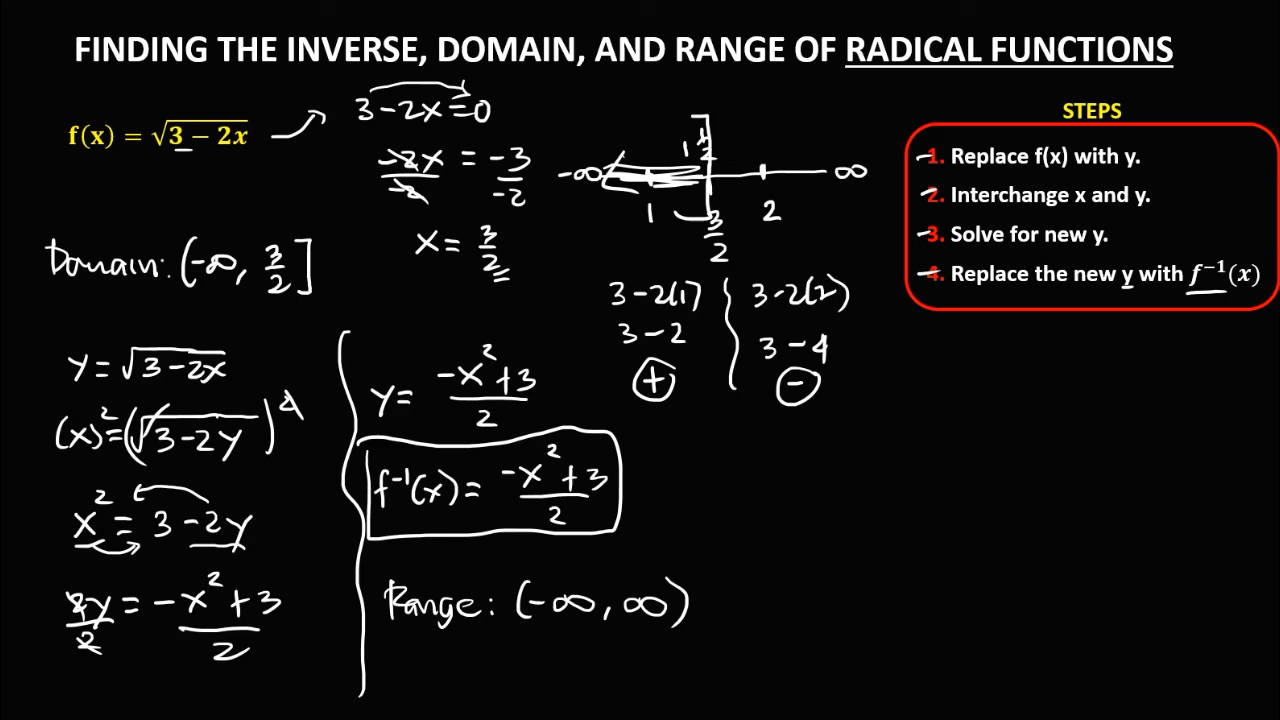 FINDING THE INVERSE, DOMAIN, AND RANGE OF RADICAL FUNCTIONS
f(x) = √3 − 2x
3 − 2x = 0
-2x = -3
-2 -2
x = 3/2
-∞ ∞
1 1/2
1 3/2 2
3 − 2(1) 3 − 2(2)
3 − 2 3 − 4
+ −
Domain: (-∞, 3/2]
y = √3 − 2x
(x)² = (√3 − 2y)²
x² = 3 − 2y
2y = -x² + 3
2 2
y = -x² + 3
2
f⁻¹(x) = -x² + 3
2
Range: (-∞, ∞)
STEPS
1. Replace f(x) with y.
2. Interchange x and y.
3. Solve for new y.
4. Replace the new y with f⁻¹(x)